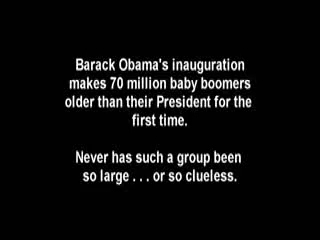 Barack Obama's inauguration
makes 70 million baby boomers
older than their President for the
first time.
Never has such a group been
so large . . . or so clueless.